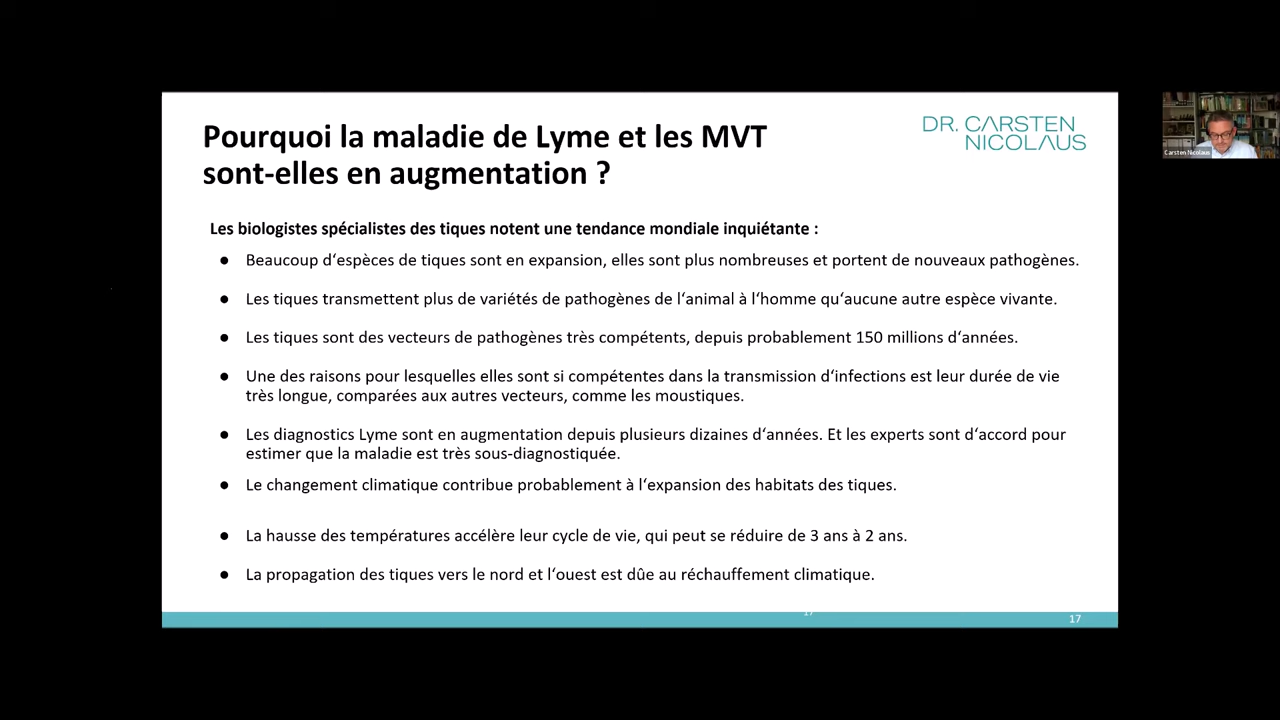 Pourquoi la maladie de Lyme et les MVT
sont-elles en augmentation ?
DR. CARSTEN
NICOLAUS
Carsten Nicolaus
Les biologistes spécialistes des tiques notent une tendance mondiale inquiétante :
● Beaucoup d‘espèces de tiques sont en expansion, elles sont plus nombreuses et portent de nouveaux pathogènes.
● Les tiques transmettent plus de variétés de pathogènes de l‘animal à l‘homme qu‘aucune autre espèce vivante.
● Les tiques sont des vecteurs de pathogènes très compétents, depuis probablement 150 millions d‘années.
● Une des raisons pour lesquelles elles sont si compétentes dans la transmission d‘infections est leur durée de vie
très longue, comparées aux autres vecteurs, comme les moustiques.
● Les diagnostics Lyme sont en augmentation depuis plusieurs dizaines d‘années. Et les experts sont d‘accord pour
estimer que la maladie est très sous-diagnostiquée.
● Le changement climatique contribue probablement à l‘expansion des habitats des tiques.
● La hausse des températures accélère leur cycle de vie, qui peut se réduire de 3 ans à 2 ans.
● La propagation des tiques vers le nord et l‘ouest est dûe au réchauffement climatique.
17
17